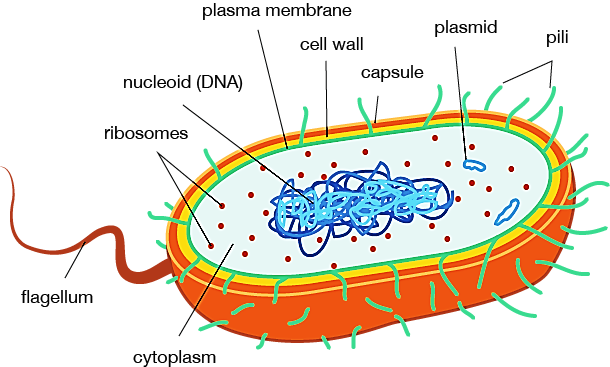 plasma membrane
cell wall
plasmid
pili
capsule
nucleoid (DNA)
ribosomes
flagellum
cytoplasm